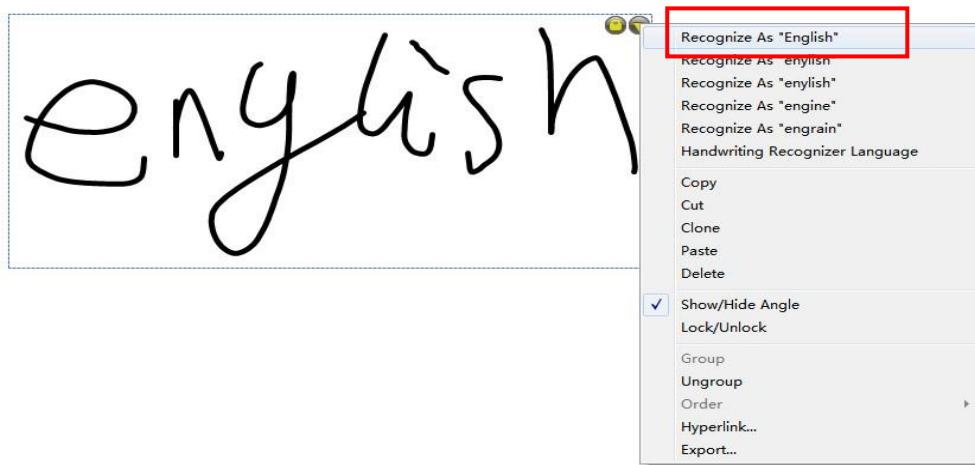 english
Recognize As "English"
Recognize As "enylish"
Recognize As "enylish"
Recognize As "engine"
Recognize As "engrain"
Handwriting Recognizer Language
Copy
Cut
Clone
Paste
Delete
Show/Hide Angle
Lock/Unlock
Group
Ungroup
Order
Hyperlink...
Export...